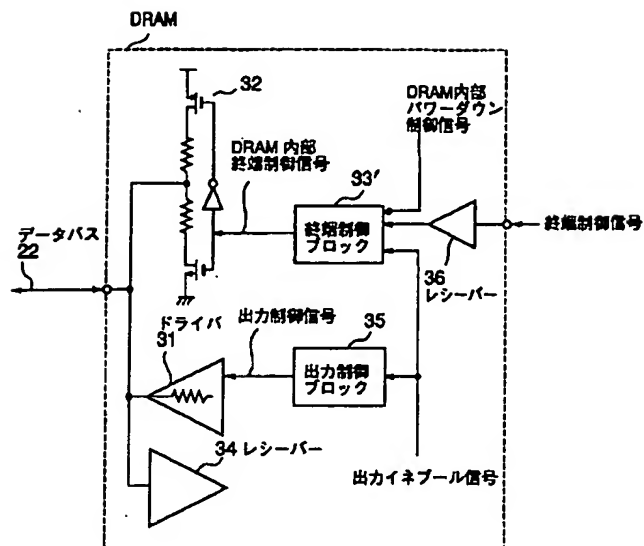 DRAM
32
DRAM内部
パワーダウン
制御信号
DRAM 内部
終端制御信号
33′
終端制御
ブロック
終端制御信号
36
レシーバー
データバス
22
ドライバ
31
出力制御信号
35
出力制御
ブロック
34 レシーバー
出力イネプール信号